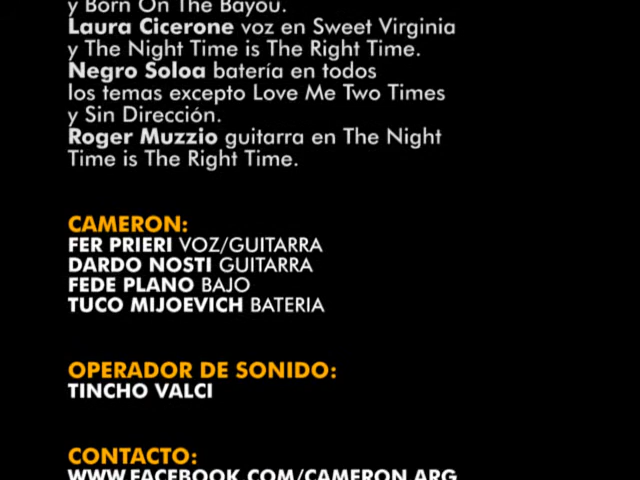 y Born On The Bayou.
Laura Cicerone voz en Sweet Virginia
y The Night Time is The Right Time.
Negro Soloa batería en todos
los temas excepto Love Me Two Times
y Sin Dirección.
Roger Muzzio guitarra en The Night
Time is The Right Time.
CAMERON:
FER PRIERI VOZ/GUITARRA
DARDO NOSTI GUITARRA
FEDE PLANO BAJO
TUCO MIJOEVICH BATERIA
OPERADOR DE SONIDO:
TINCHO VALCI
CONTACTO:
WWW.FACEBOOK.COM/CAMERON.ARG